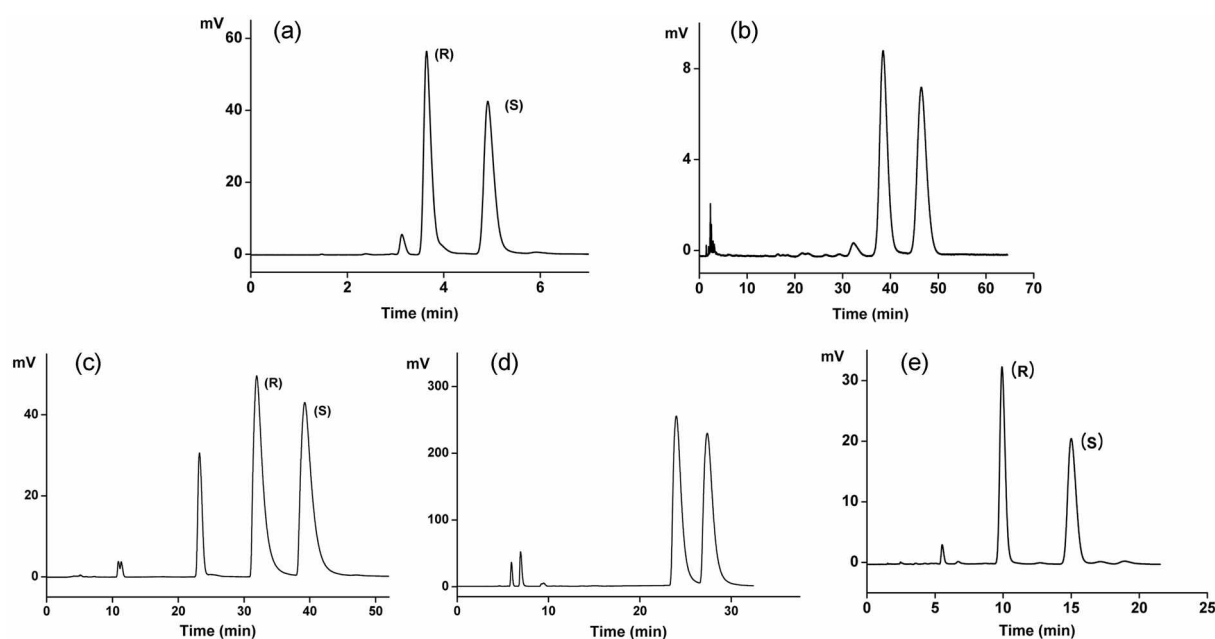 mV
(a)
60
(R)
(S)
40
20
0
0 2 4 6
Time (min)
mV
(b)
8
4
0
0 10 20 30 40 50 60 70
Time (min)
mV
(c)
(R)
(S)
40
20
0
0 10 20 30 40 50
Time (min)
mV
(d)
300
200
100
0
0 10 20 30
Time (min)
mV
(e)
30
(R)
20
(s)
10
0
0 5 10 15 20 25
Time (min)